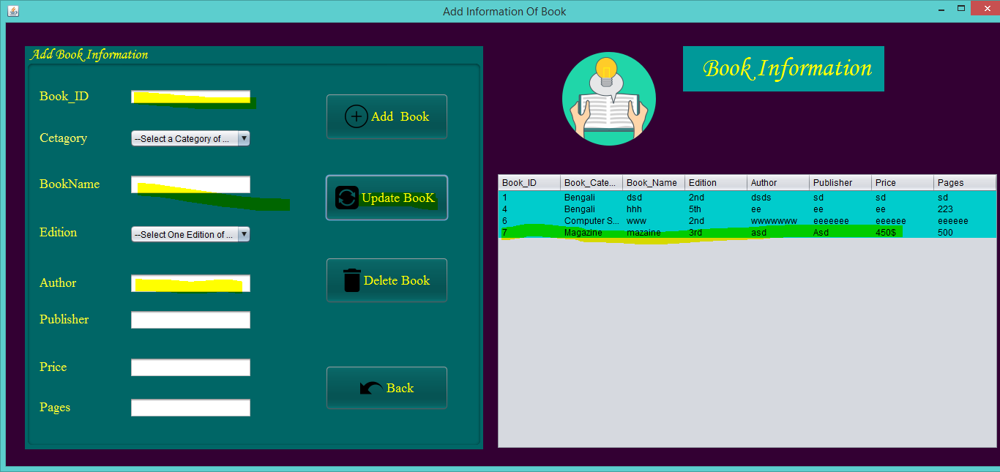 Add Information Of Book
Add Book Information
Book_ID
Cetagory
--Select a Category of ...
BookName
Edition
--Select One Edition of ...
Author
Publisher
Price
Pages
Add Book
Update BooK
Delete Book
Back
Book Information
Book_ID Book_Cate... Book_Name Edition Author Publisher Price Pages
1 Bengali dsd 2nd dsds sd sd sd
4 Bengali hhh 5th ee ee ee 223
6 Computer S... www 2nd wwwwwww eeeeeee eeeeee eeeeee
7 Magazine mazaine 3rd asd Asd 450$ 500